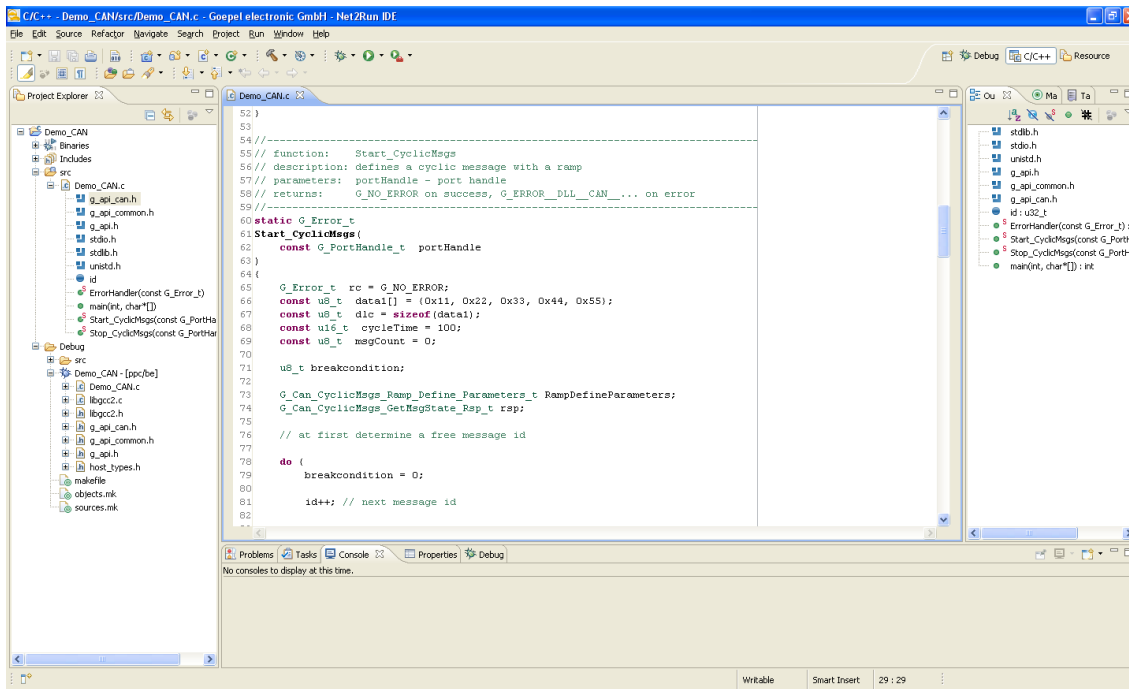 C/C++ - Demo_CAN/src/Demo_CAN.c - Goepel electronic GmbH - Net2Run IDE
File Edit Source Refactor Navigate Search Project Run Window Help
Debug C/C++ Resource
Project Explorer
Demo_CAN
Binaries
Includes
src
Demo_CAN.c
g_api_can.h
g_api_common.h
g_api.h
stdio.h
stdlib.h
unistd.h
id
ErrorHandler(const G_Error_t)
main(int, char*[])
Start_CyclicMsgs(const G_PortHa
Stop_CyclicMsgs(const G_PortHar
Debug
src
Demo_CAN - [ppc/be]
Demo_CAN.c
libgcc2.c
libgcc2.h
g_api_can.h
g_api_common.h
g_api.h
host_types.h
makefile
objects.mk
sources.mk
Demo_CAN.c
52 }
53
54 //---------------------------------------------------------------------------
55 // function:    Start_CyclicMsgs
56 // description: defines a cyclic message with a ramp
57 // parameters:  portHandle - port handle
58 // returns:     G_NO_ERROR on success, G_ERROR__DLL__CAN__... on error
59 //---------------------------------------------------------------------------
60 static G_Error_t
61 Start_CyclicMsgs(
62     const G_PortHandle_t  portHandle
63 )
64 {
65     G_Error_t  rc = G_NO_ERROR;
66     const u8_t  data1[] = {0x11, 0x22, 0x33, 0x44, 0x55};
67     const u8_t  dlc = sizeof(data1);
68     const u16_t  cycleTime = 100;
69     const u8_t  msgCount = 0;
70
71     u8_t breakcondition;
72
73     G_Can_CyclicMsgs_Ramp_Define_Parameters_t RampDefineParameters;
74     G_Can_CyclicMsgs_GetMsgState_Rsp_t rsp;
75
76     // at first determine a free message id
77
78     do {
79         breakcondition = 0;
80
81         id++; // next message id
82
Ou Ma Ta
stdlib.h
stdio.h
unistd.h
g_api.h
g_api_common.h
g_api_can.h
id : u32_t
ErrorHandler(const G_Error_t) :
Start_CyclicMsgs(const G_PortH
Stop_CyclicMsgs(const G_PortH
main(int, char*[]) : int
Problems Tasks Console Properties Debug
No consoles to display at this time.
Writable Smart Insert 29 : 29